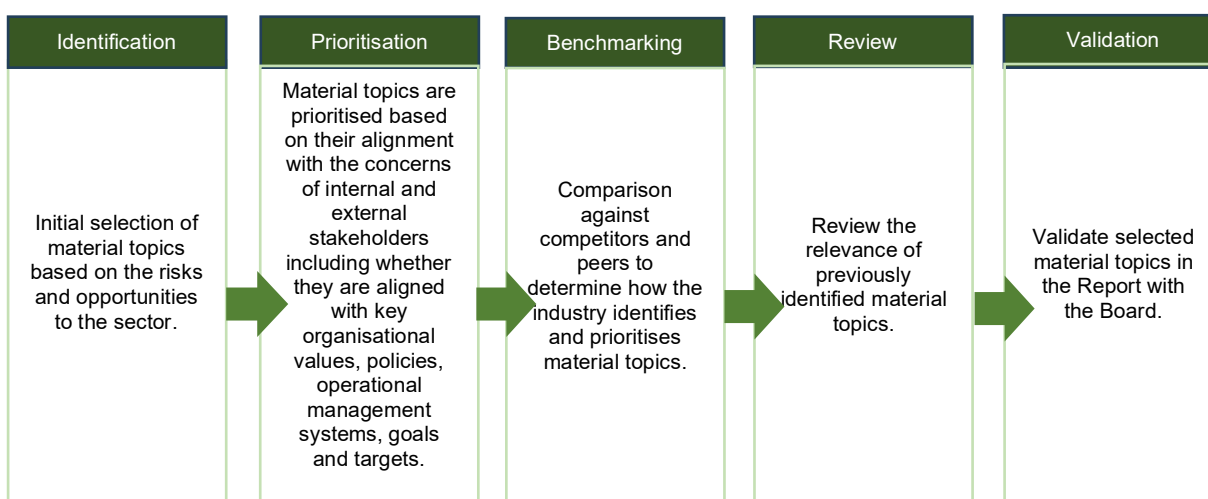 Identification
Initial selection of
material topics
based on the risks
and opportunities
to the sector.
Prioritisation
Material topics are
prioritised based
on their alignment
with the concerns
of internal and
external
stakeholders
including whether
they are aligned
with key
organisational
values, policies,
operational
management
systems, goals
and targets.
Benchmarking
Comparison
against
competitors and
peers to
determine how the
industry identifies
and prioritises
material topics.
Review
Review the
relevance of
previously
identified material
topics.
Validation
Validate selected
material topics in
the Report with
the Board.